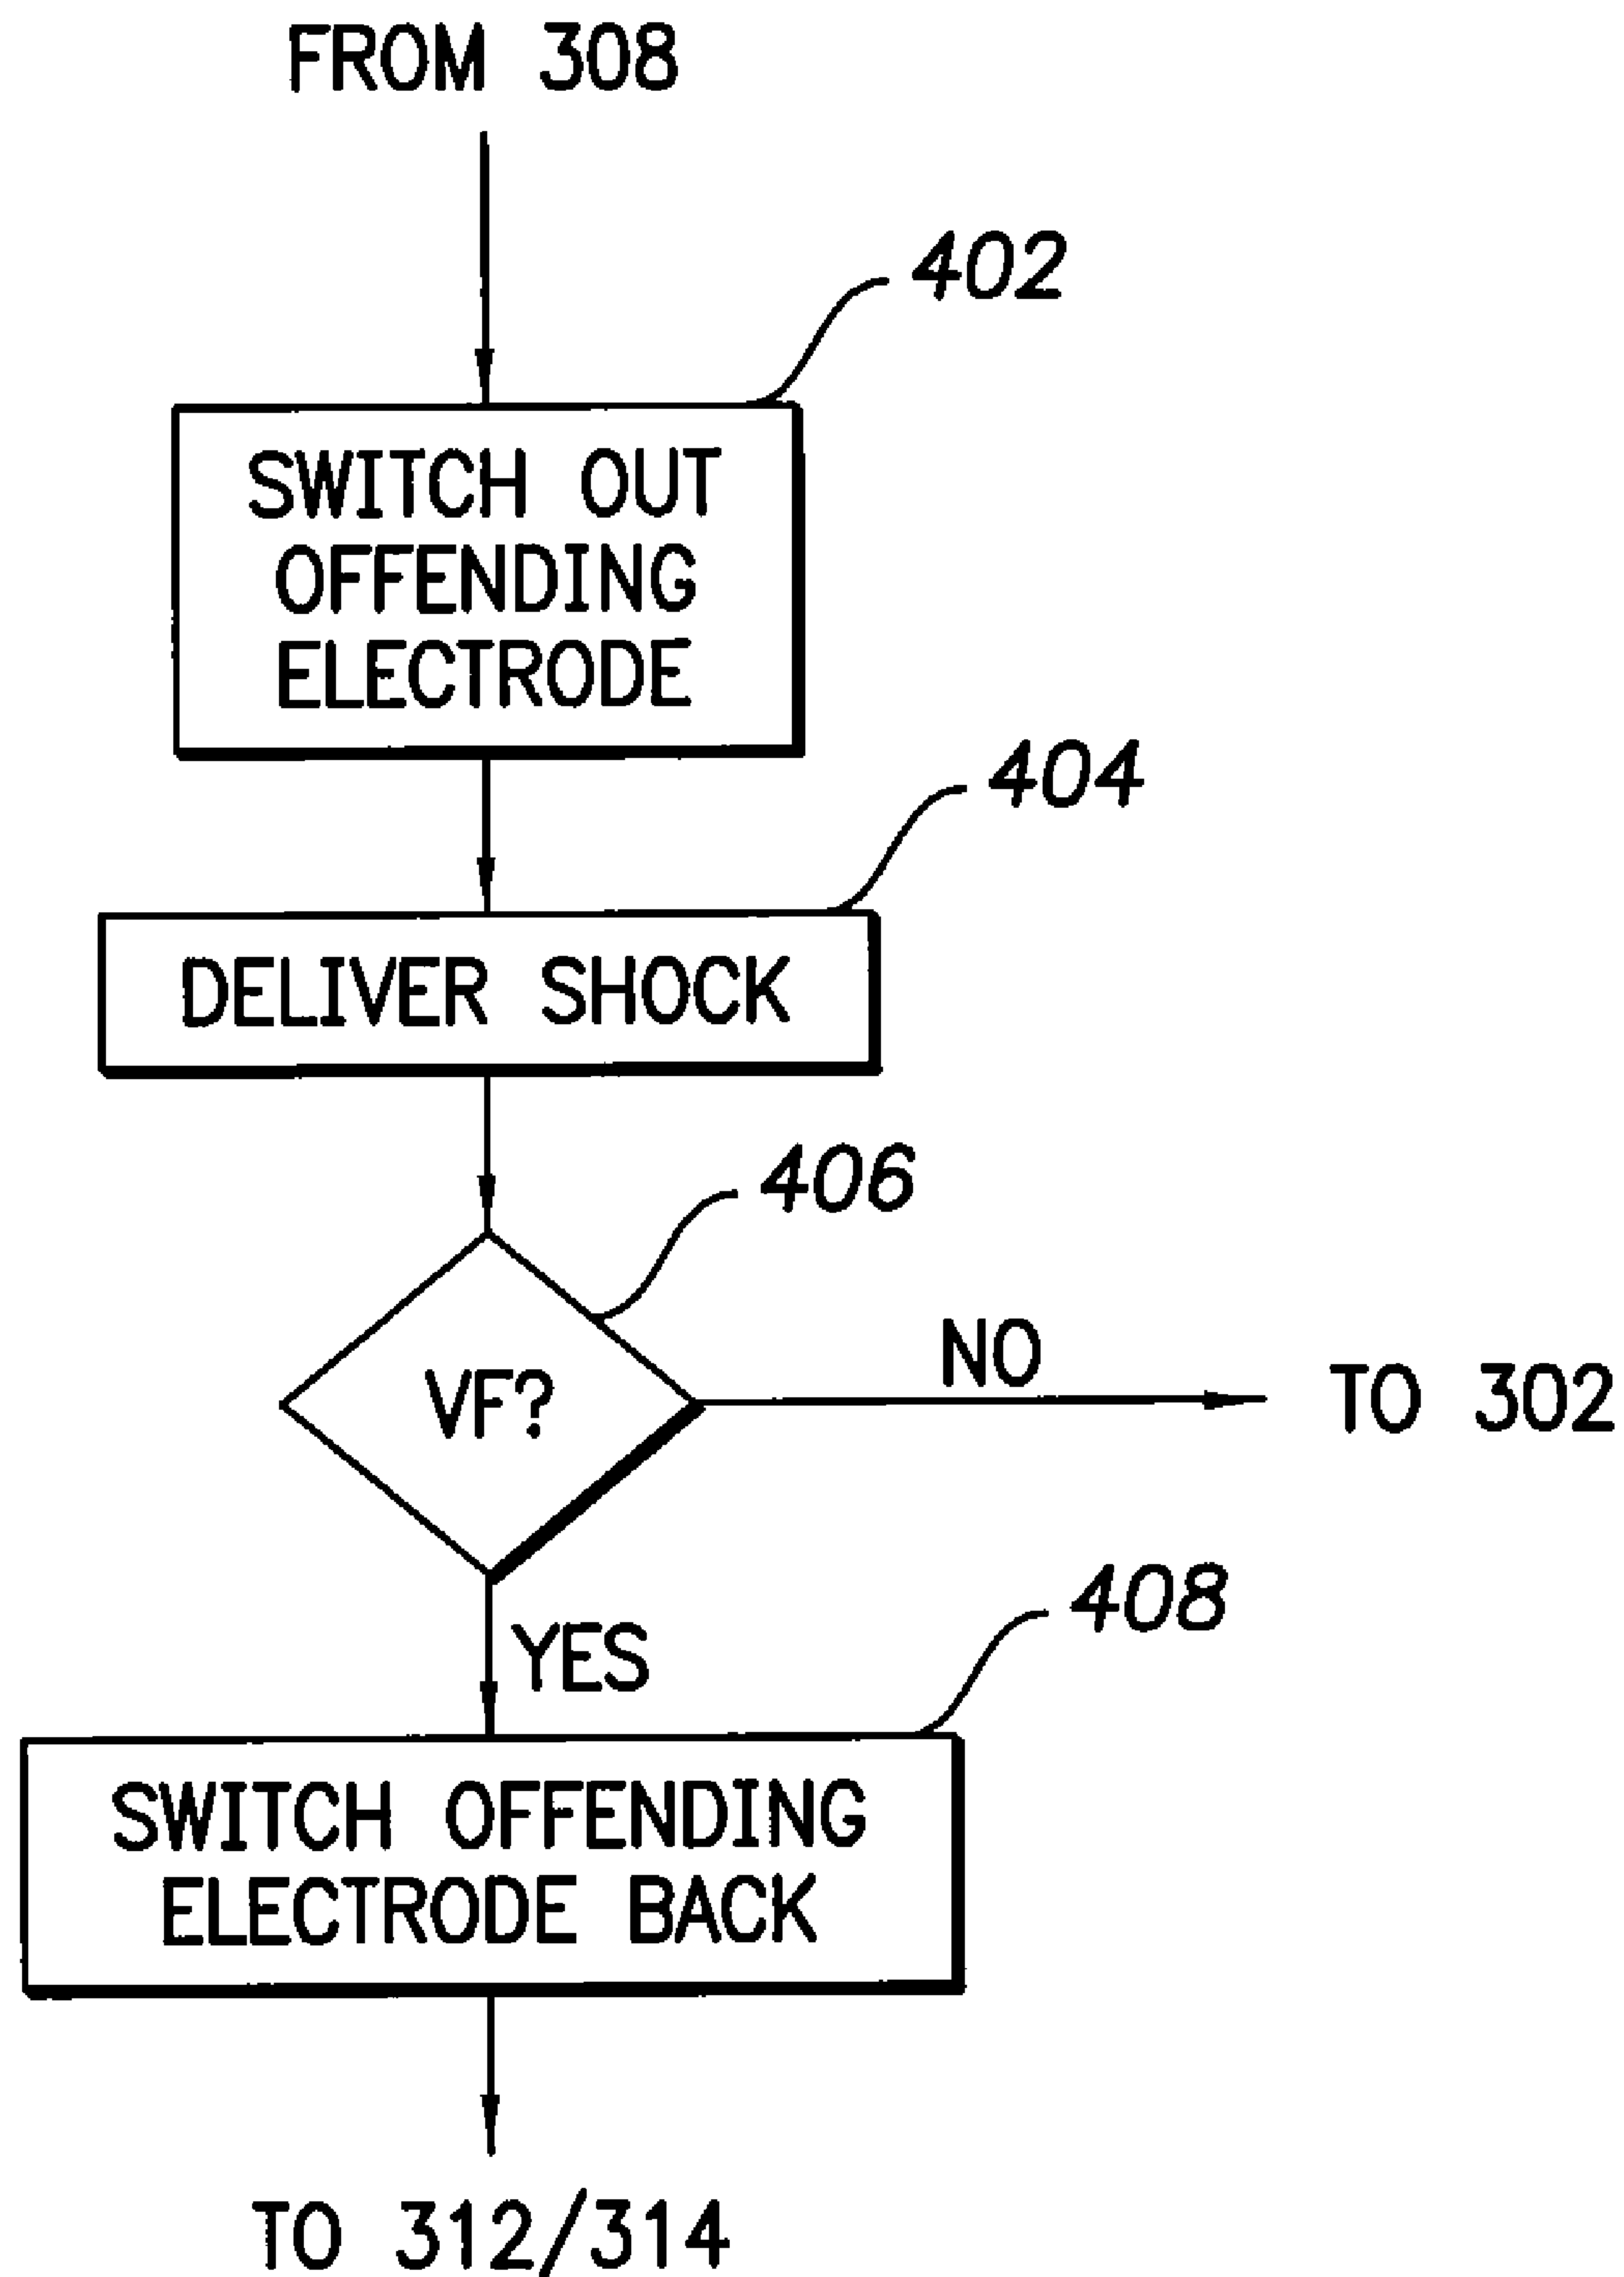 FROM 308
402
SWITCH OUT
OFFENDING
ELECTRODE
404
DELIVER SHOCK
406
VF?
NO
TO 302
YES
408
SWITCH OFFENDING
ELECTRODE BACK
TO 312/314